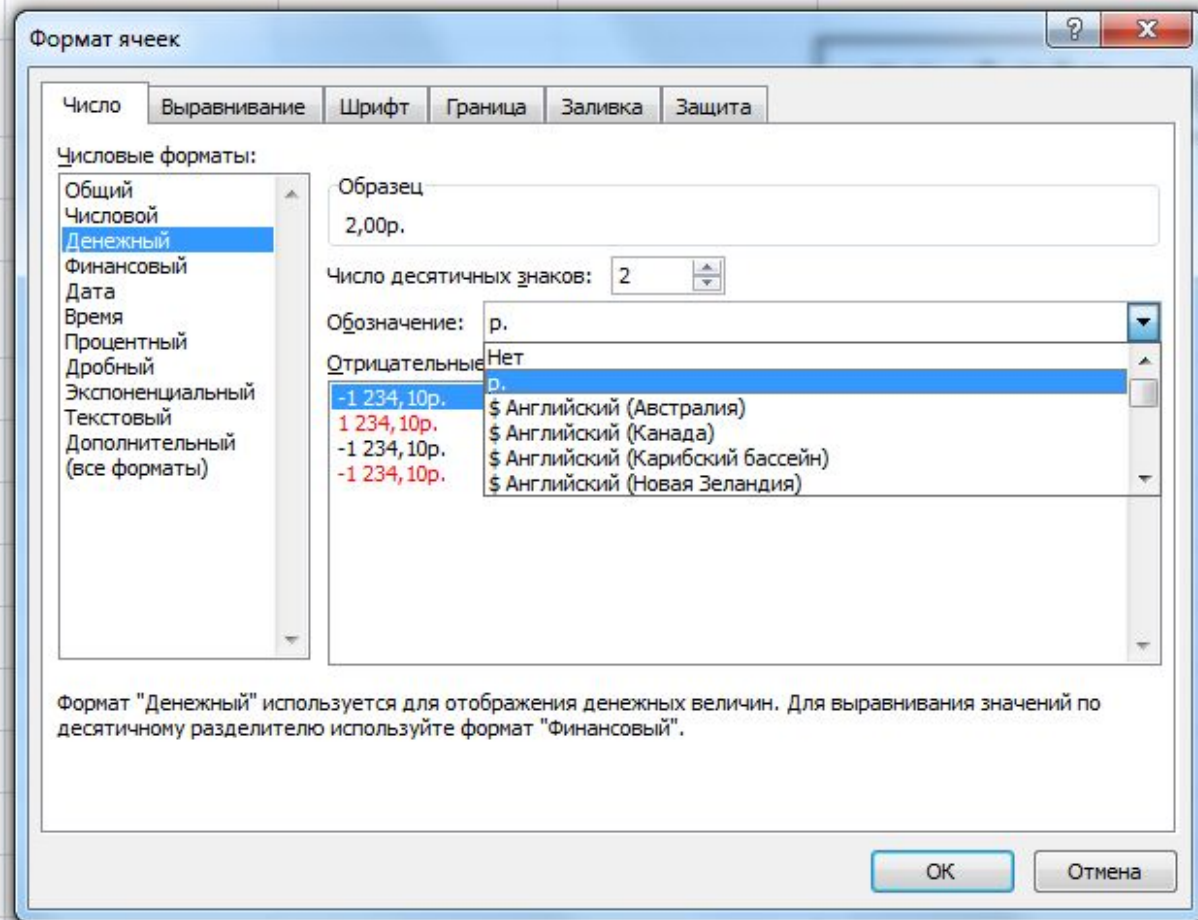 Формат ячеек
Число Выравнивание Шрифт Граница Заливка Защита
Числовые форматы:
Общий
Числовой
Денежный
Финансовый
Дата
Время
Процентный
Дробный
Экспоненциальный
Текстовый
Дополнительный
(все форматы)
Образец
2,00р.
Число десятичных знаков: 2
Обозначение: р.
Нет
р.
$ Английский (Австралия)
$ Английский (Канада)
$ Английский (Карибский бассейн)
$ Английский (Новая Зеландия)
Отрицательные
-1 234,10р.
1 234,10р.
-1 234,10р.
-1 234,10р.
Формат "Денежный" используется для отображения денежных величин. Для выравнивания значений по
десятичному разделителю используйте формат "Финансовый".
ОК Отмена